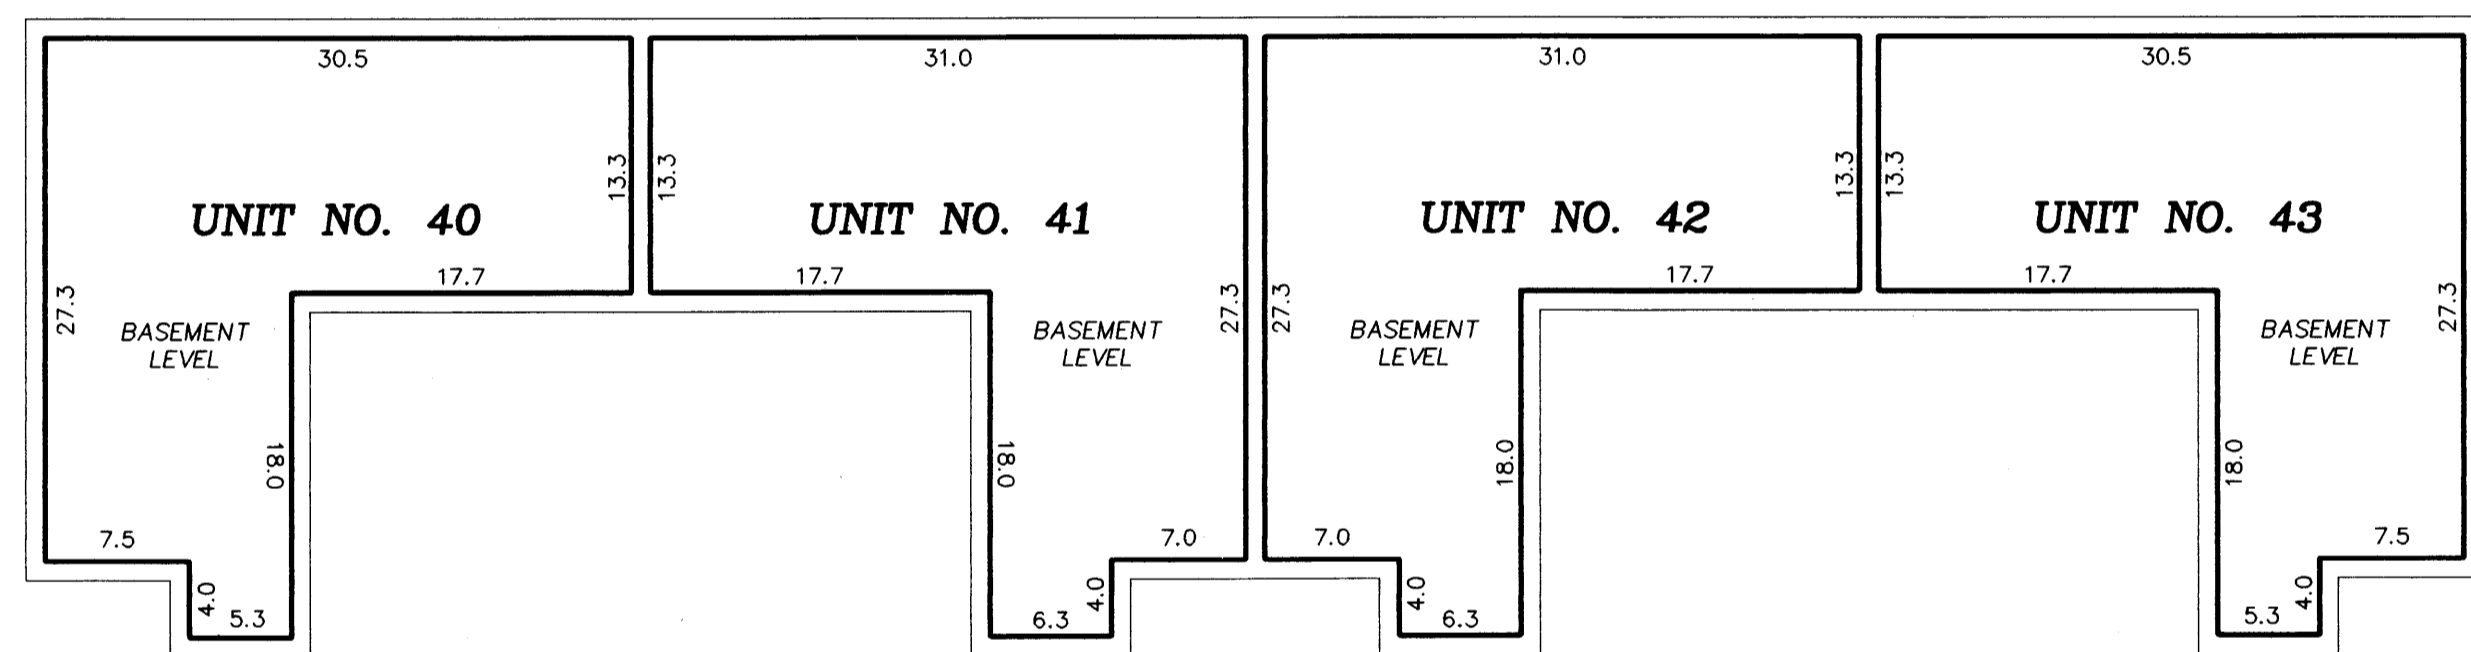 30.5
13.3
UNIT NO. 40
17.7
27.3
BASEMENT
LEVEL
18.0
7.5
4.0
5.3
31.0
13.3
UNIT NO. 41
17.7
27.3
BASEMENT
LEVEL
18.0
7.0
4.0
6.3
31.0
13.3
UNIT NO. 42
17.7
27.3
BASEMENT
LEVEL
18.0
7.0
4.0
6.3
30.5
13.3
UNIT NO. 43
17.7
27.3
BASEMENT
LEVEL
18.0
7.5
4.0
5.3